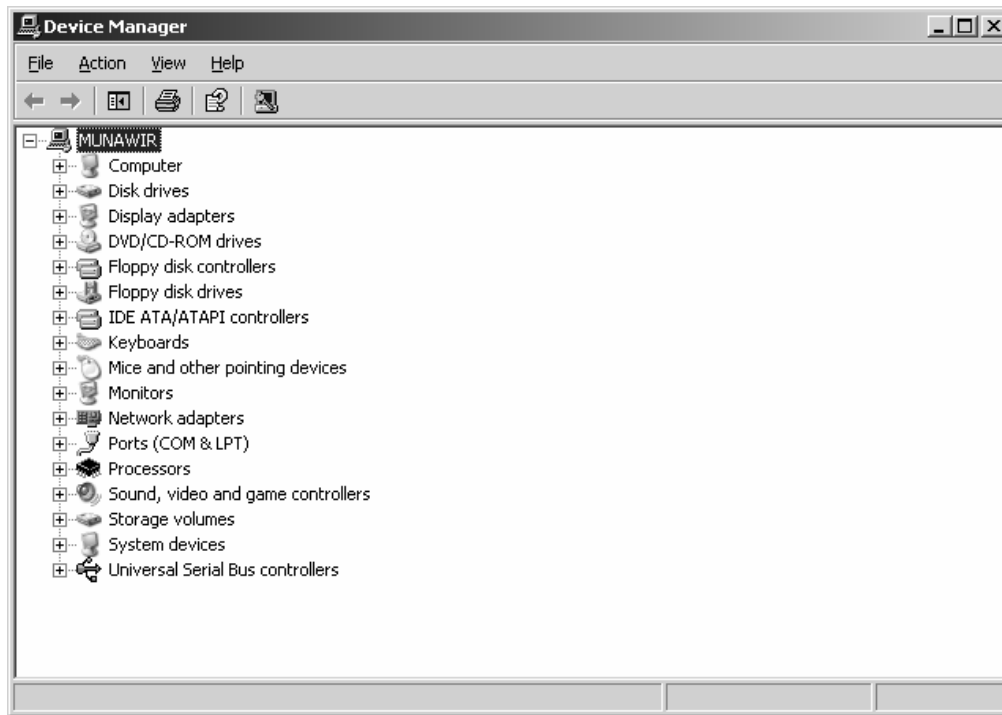 Device Manager
File Action View Help
MUNAWIR
Computer
Disk drives
Display adapters
DVD/CD-ROM drives
Floppy disk controllers
Floppy disk drives
IDE ATA/ATAPI controllers
Keyboards
Mice and other pointing devices
Monitors
Network adapters
Ports (COM & LPT)
Processors
Sound, video and game controllers
Storage volumes
System devices
Universal Serial Bus controllers